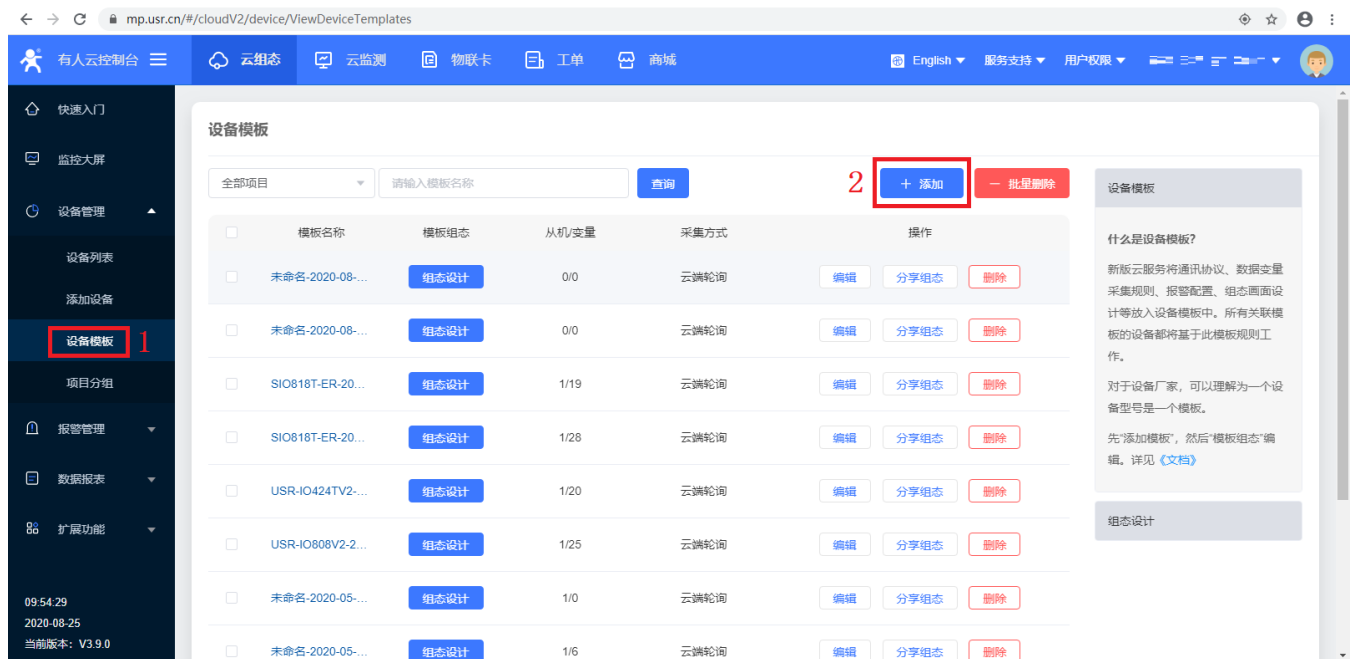 mp.usr.cn/#/cloudV2/device/ViewDeviceTemplates
有人云控制台
云组态
云监测
物联卡
工单
商城
English
服务支持
用户权限
快速入门
监控大屏
设备管理
设备列表
添加设备
设备模板
1
项目分组
报警管理
数据报表
扩展功能
09:54:29
2020-08-25
当前版本：V3.9.0
设备模板
全部项目 请输入模板名称 查询 2 + 添加 － 批量删除
模板名称 模板组态 从机/变量 采集方式 操作
未命名-2020-08-... 组态设计 0/0 云端轮询 编辑 分享组态 删除
未命名-2020-08-... 组态设计 0/0 云端轮询 编辑 分享组态 删除
SIO818T-ER-20... 组态设计 1/19 云端轮询 编辑 分享组态 删除
SIO818T-ER-20... 组态设计 1/28 云端轮询 编辑 分享组态 删除
USR-IO424TV2-... 组态设计 1/20 云端轮询 编辑 分享组态 删除
USR-IO808V2-2... 组态设计 1/25 云端轮询 编辑 分享组态 删除
未命名-2020-05-... 组态设计 1/0 云端轮询 编辑 分享组态 删除
未命名-2020-05-... 组态设计 1/6 云端轮询 编辑 分享组态 删除
设备模板
什么是设备模板?
新版云服务将通讯协议、数据变量
采集规则、报警配置、组态画面设
计等放入设备模板中。所有关联模
板的设备都将基于此模板规则工
作。
对于设备厂家，可以理解为一个设
备型号是一个模板。
先“添加模板”，然后“模板组态”编
辑。详见《文档》
组态设计